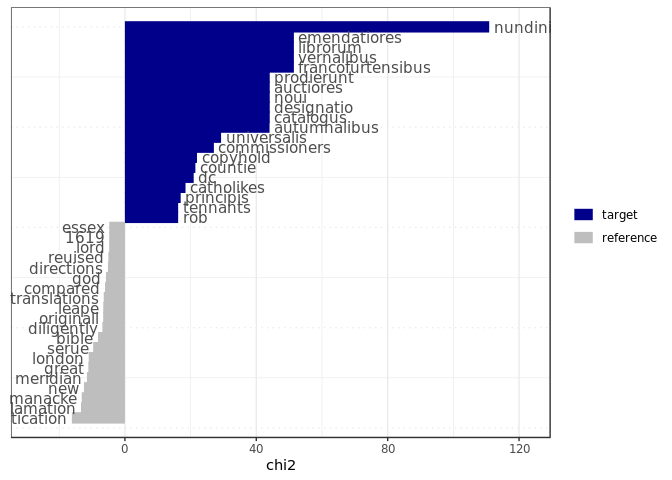 nundini
emendatiores
librorum
vernalibus
francofurtensibus
prodierunt
auctiores
noui
designatio
catalogus
autumnalibus
universalis
commissioners
copyhold
countie
dc
catholikes
principis
tennants
rob
essex
1619
lord
reuised
directions
god
compared
translations
leape
originall
diligently
bible
serue
london
great
meridian
new
manacke
lamation
tication
target
reference
0 40 80 120
chi2